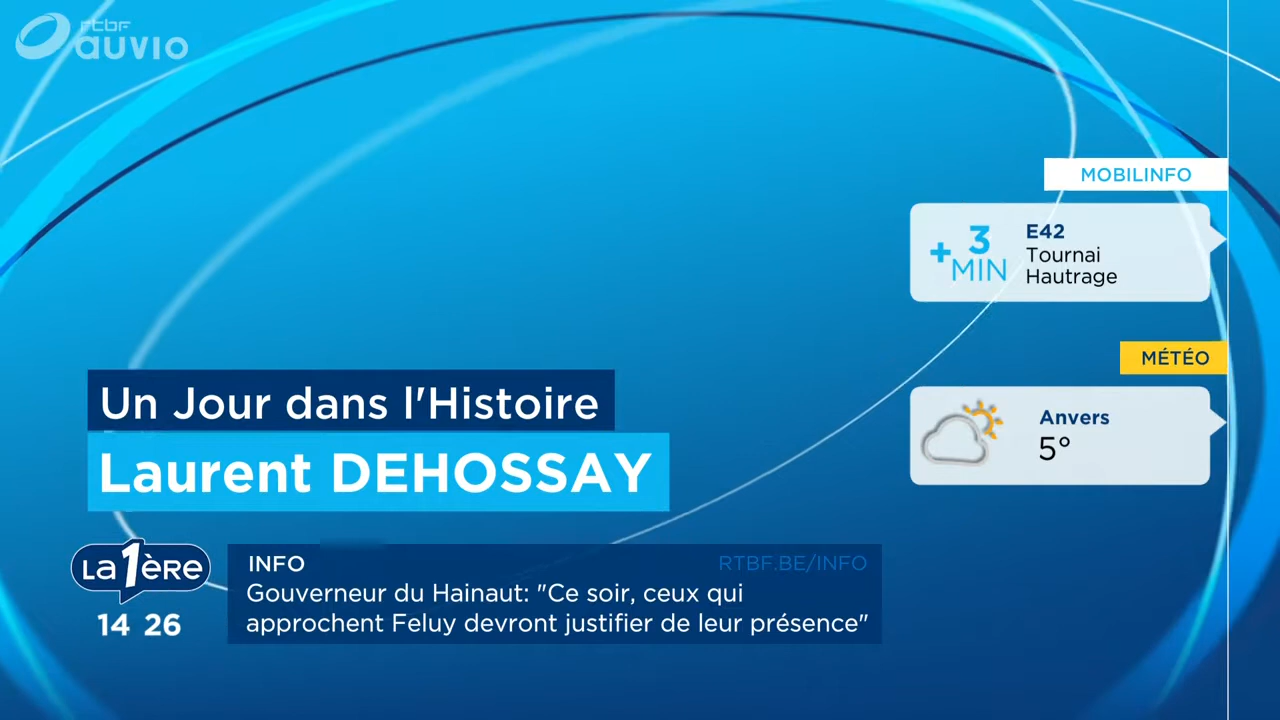 rtbf
auvio
MOBILINFO
+ 3
MIN
E42
Tournai
Hautrage
MÉTÉO
Anvers
5°
Un Jour dans l'Histoire
Laurent DEHOSSAY
LA 1ÈRE
14 26
INFO
RTBF.BE/INFO
Gouverneur du Hainaut: "Ce soir, ceux qui
approchent Feluy devront justifier de leur présence"